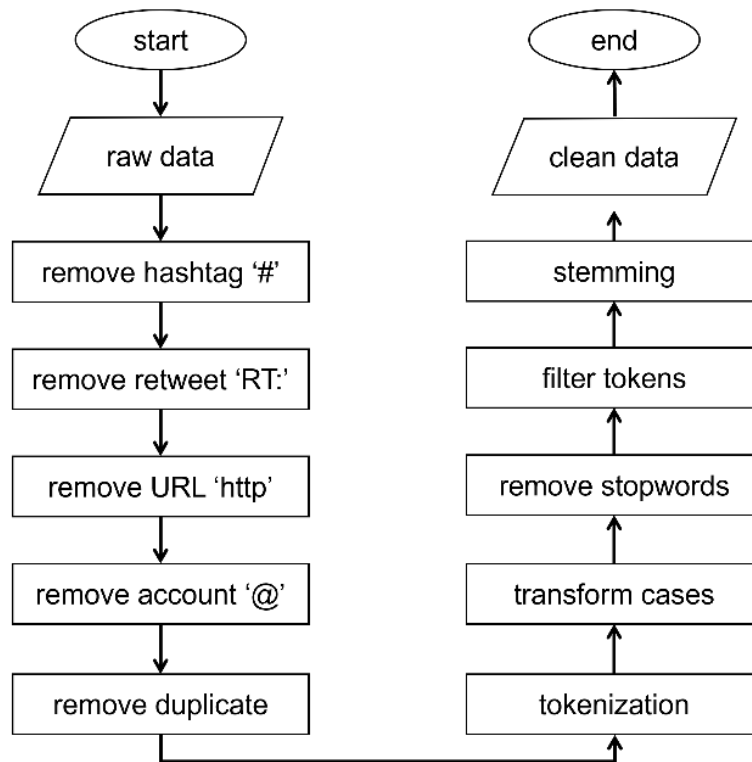 start
raw data
remove hashtag ‘#’
remove retweet ‘RT:’
remove URL ‘http’
remove account ‘@’
remove duplicate
tokenization
transform cases
remove stopwords
filter tokens
stemming
clean data
end